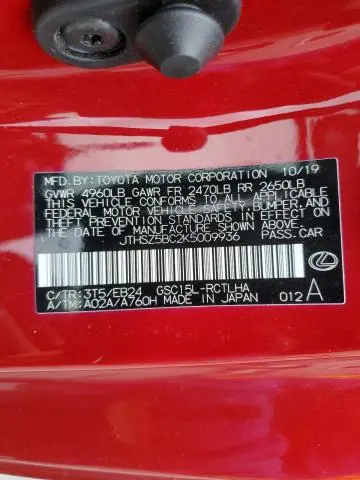 MFD.BY:TOYOTA MOTOR CORPORATION 10/19
GVWR 4960LB GAWR FR 2470LB RR 2650LB
THIS VEHICLE CONFORMS TO ALL APPLICABLE
FEDERAL MOTOR VEHICLE SAFETY,BUMPER,AND
THEFT PREVENTION STANDARDS IN EFFECT ON
THE DATE OF MANUFACTURE SHOWN ABOVE.
JTHSZ5BC2K5009936 PASS.CAR
C/TR:3T5/EB24 GSC15L-RCTLHA
A/TM:A02A/A760H MADE IN JAPAN 012 A